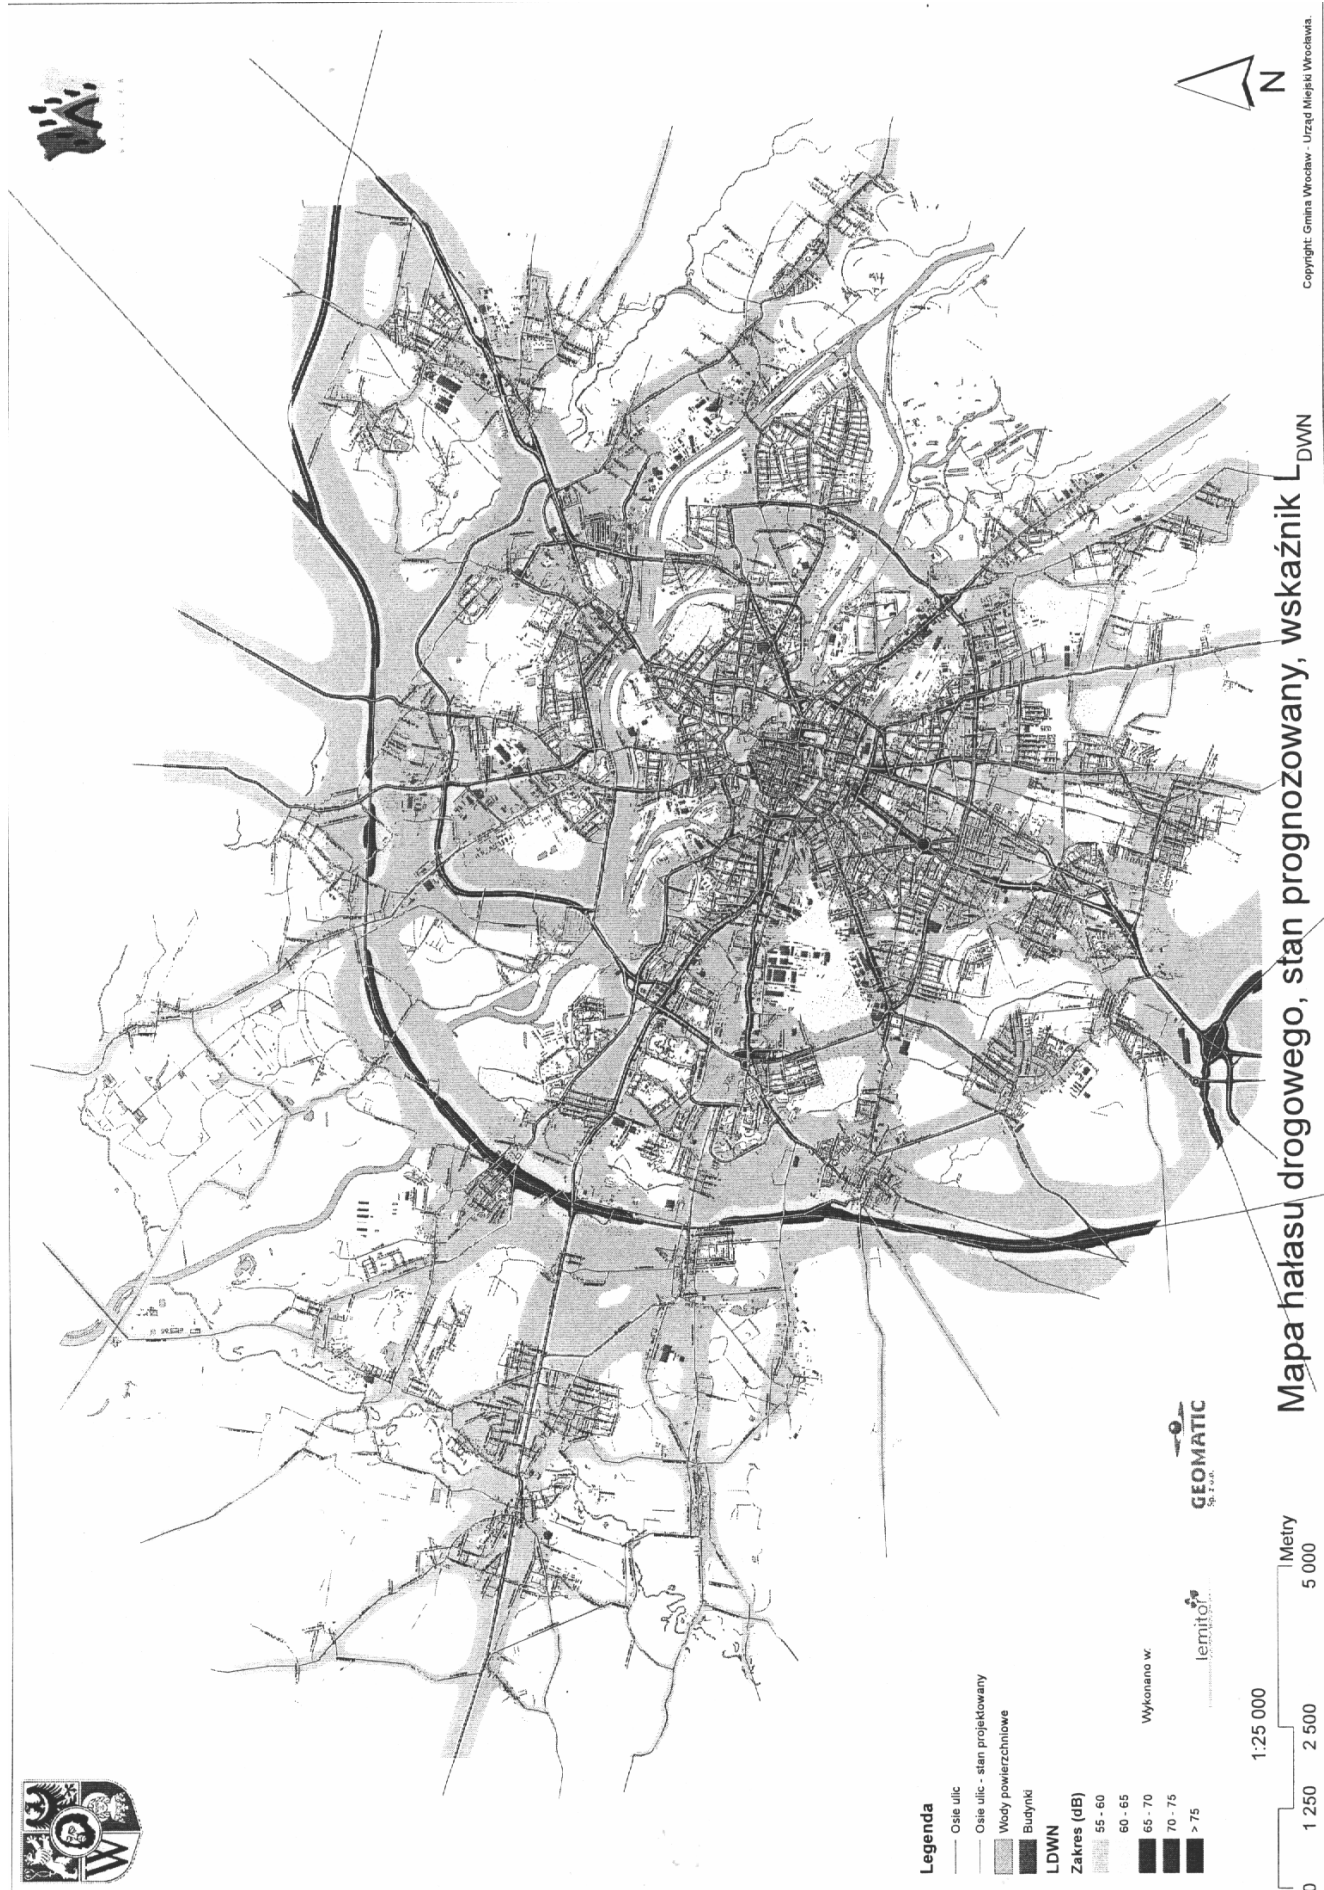 Mapa hałasu drogowego, stan prognozowany, wskaźnik LDWN
Copyright: Gmina Wrocław - Urząd Miejski Wrocławia.
N
Legenda
Osie ulic
Osie ulic - stan projektowany
Wody powierzchniowe
Budynki
LDWN
Zakres (dB)
55 - 60
60 - 65
65 - 70
70 - 75
> 75
Wykonano w:
lemitor
GEOMATIC
Sp. z o.o.
1:25 000
0 1 250 2 500 5 000
Metry
W